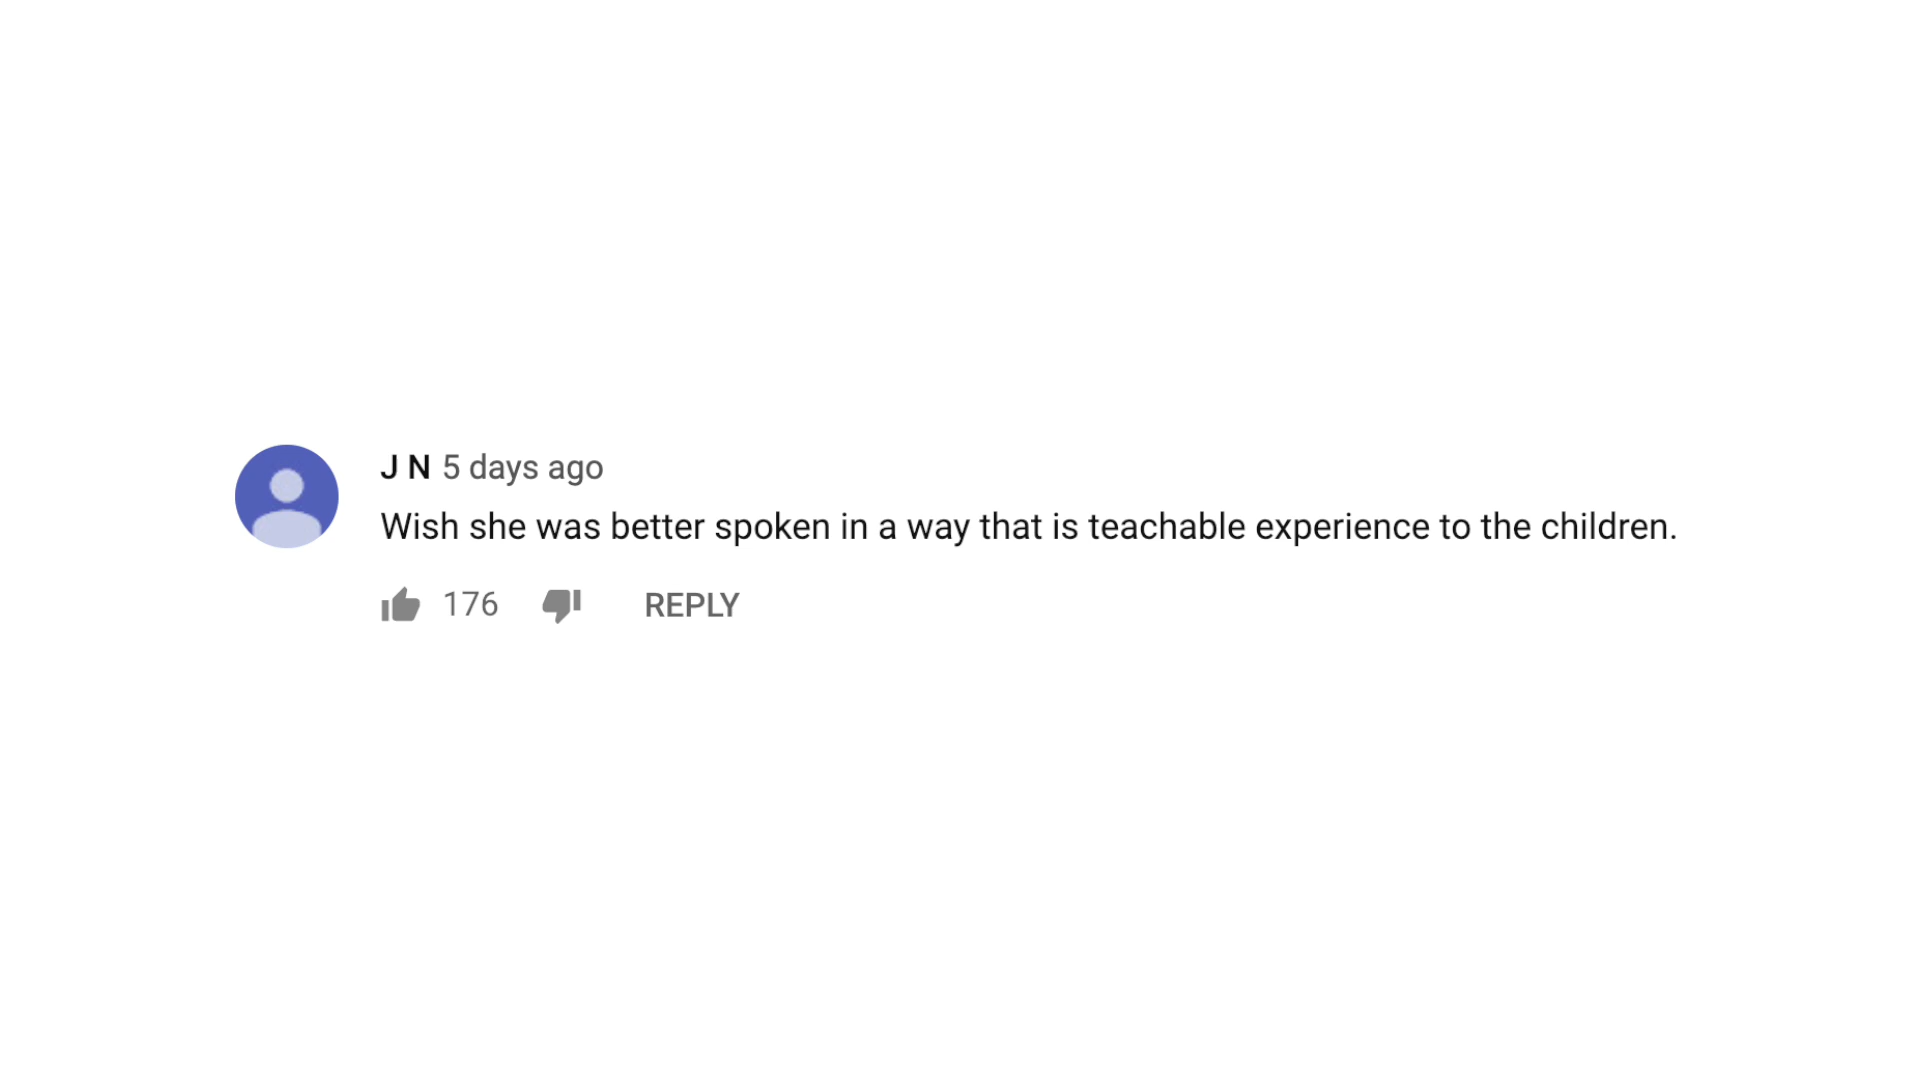 J N 5 days ago
Wish she was better spoken in a way that is teachable experience to the children.
176 REPLY